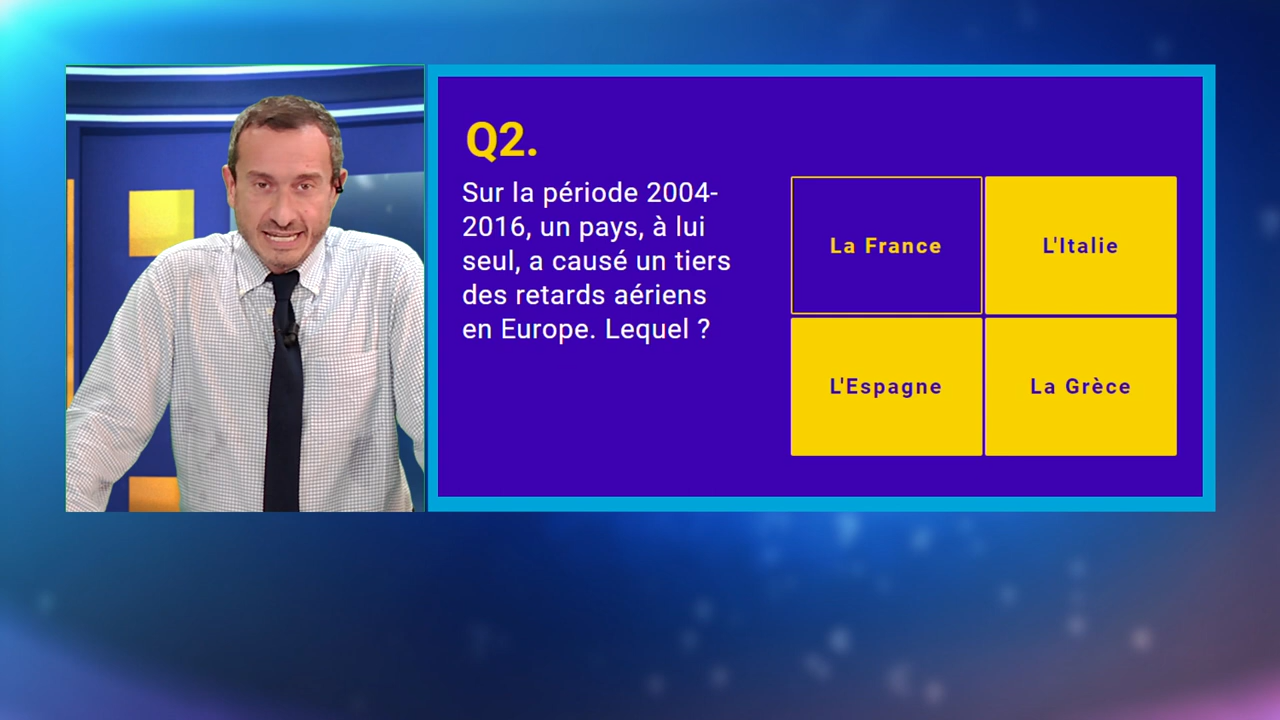 Q2.
Sur la période 2004-
2016, un pays, à lui
seul, a causé un tiers
des retards aériens
en Europe. Lequel ?
La France
L'Italie
L'Espagne
La Grèce